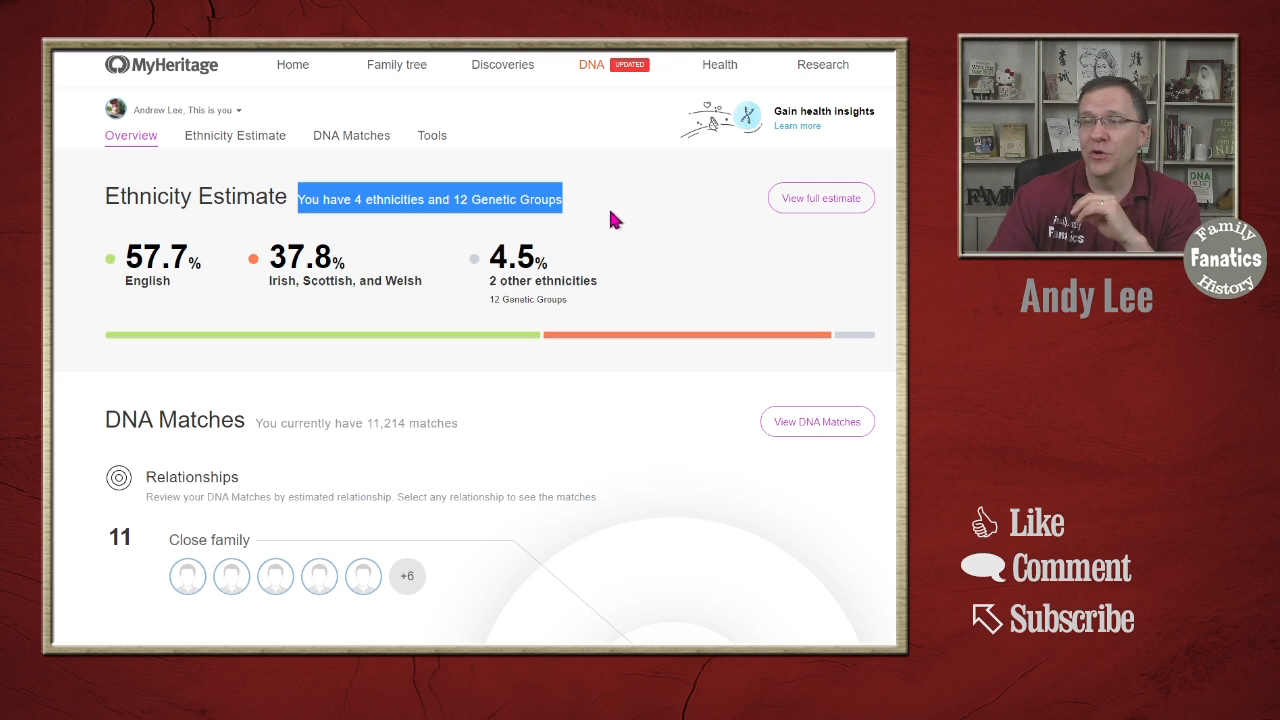 MyHeritage
Home
Family tree
Discoveries
DNA UPDATED
Health
Research
Andrew Lee, This is you
Gain health insights
Learn more
Overview
Ethnicity Estimate
DNA Matches
Tools
Ethnicity Estimate You have 4 ethnicities and 12 Genetic Groups
View full estimate
57.7%
English
37.8%
Irish, Scottish, and Welsh
4.5%
2 other ethnicities
12 Genetic Groups
DNA Matches You currently have 11,214 matches
View DNA Matches
Relationships
Review your DNA Matches by estimated relationship. Select any relationship to see the matches.
11
Close family
+6
DNA
Family
Fanatics
History
Andy Lee
Like
Comment
Subscribe